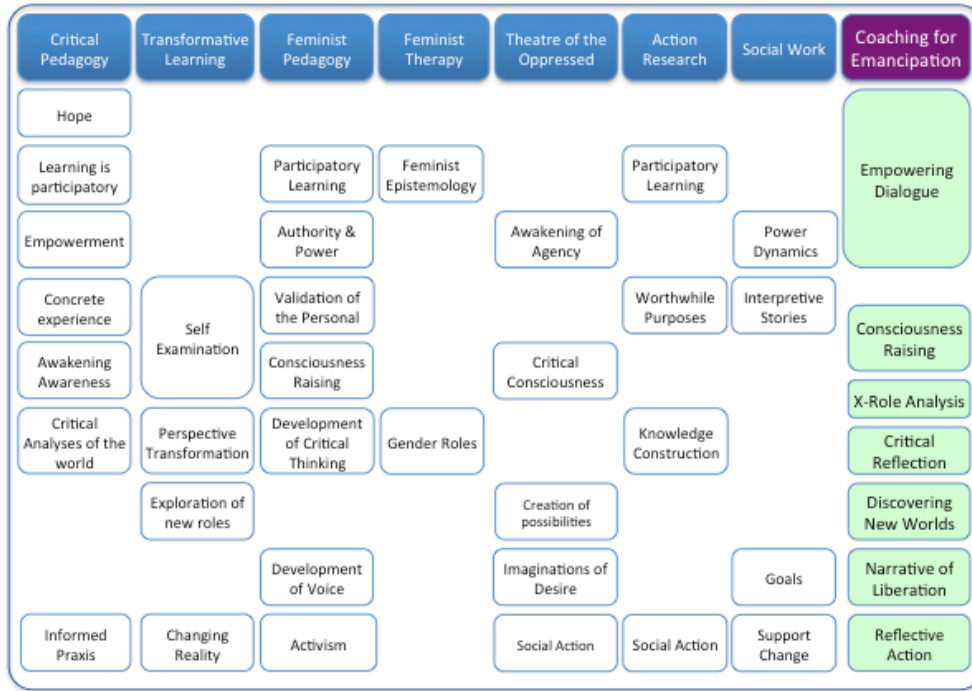 Critical
Pedagogy
Transformative
Learning
Feminist
Pedagogy
Feminist
Therapy
Theatre of the
Oppressed
Action
Research
Social Work
Coaching for
Emancipation
Hope
Empowering
Dialogue
Learning is
participatory
Participatory
Learning
Feminist
Epistemology
Participatory
Learning
Empowerment
Authority &
Power
Awakening of
Agency
Power
Dynamics
Concrete
experience
Self
Examination
Validation of
the Personal
Worthwhile
Purposes
Interpretive
Stories
Consciousness
Raising
Awakening
Awareness
Consciousness
Raising
Critical
Consciousness
X-Role Analysis
Critical
Analyses of the
world
Perspective
Transformation
Development
of Critical
Thinking
Gender Roles
Knowledge
Construction
Critical
Reflection
Exploration of
new roles
Creation of
possibilities
Discovering
New Worlds
Development
of Voice
Imaginations of
Desire
Goals
Narrative of
Liberation
Informed
Praxis
Changing
Reality
Activism
Social Action
Social Action
Support
Change
Reflective
Action